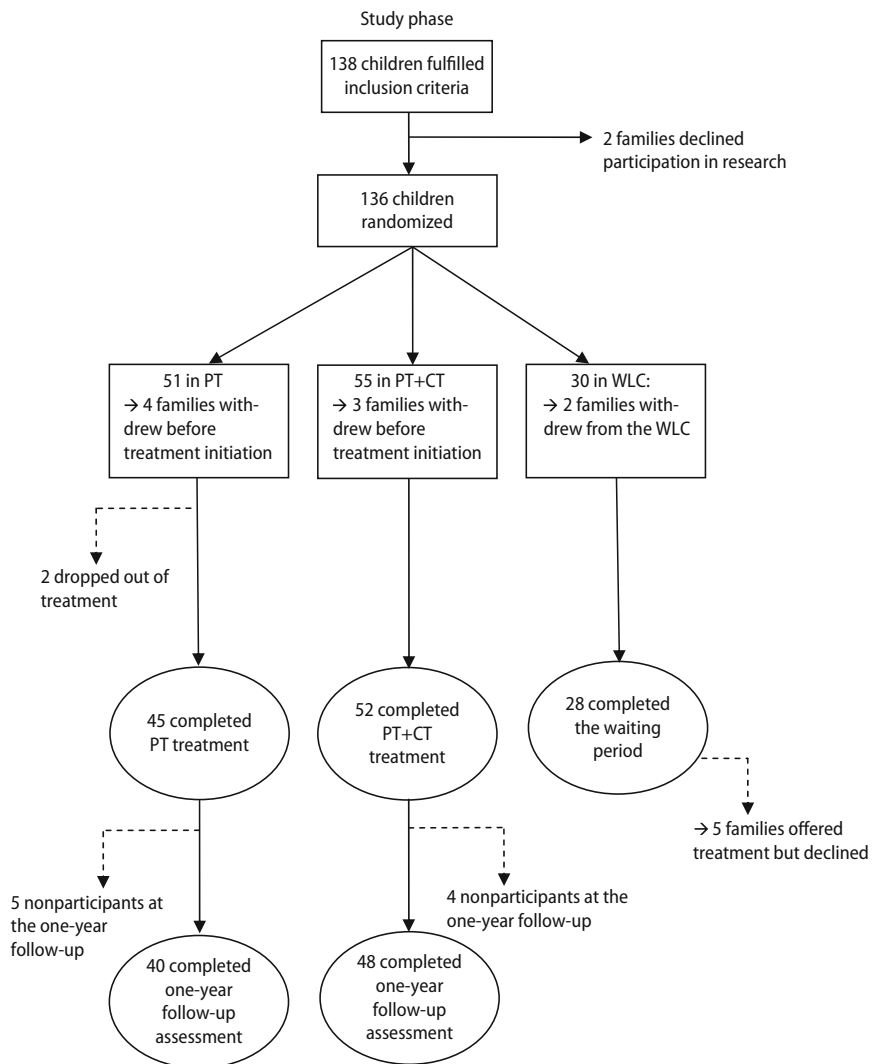 Study phase
138 children fulfilled
inclusion criteria
2 families declined
participation in research
136 children
randomized
51 in PT
→ 4 families with-
drew before
treatment initiation
55 in PT+CT
→ 3 families with-
drew before
treatment initiation
30 in WLC:
→ 2 families with-
drew from the WLC
2 dropped out of
treatment
45 completed
PT treatment
52 completed
PT+CT
treatment
28 completed
the waiting
period
→ 5 families offered
treatment but declined
5 nonparticipants at
the one-year
follow-up
4 nonparticipants at the
one-year follow-up
40 completed
one-year
follow-up
assessment
48 completed
one-year
follow-up
assessment